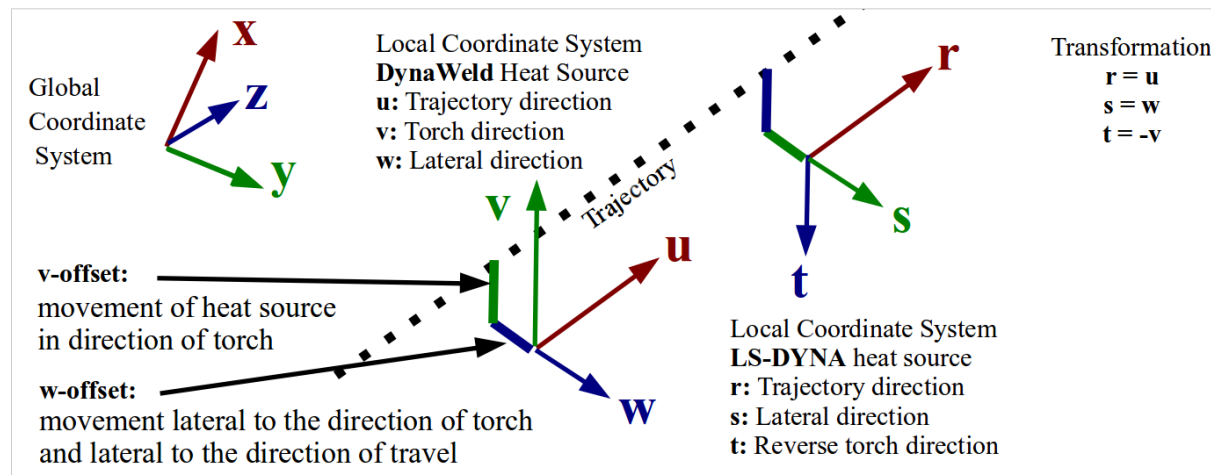 x
z
y
Global
Coordinate
System
Local Coordinate System
DynaWeld Heat Source
u: Trajectory direction
v: Torch direction
w: Lateral direction
Trajectory
r
s
t
Transformation
r = u
s = w
t = -v
v
u
w
v-offset:
movement of heat source
in direction of torch
w-offset:
movement lateral to the direction of torch
and lateral to the direction of travel
Local Coordinate System
LS-DYNA heat source
r: Trajectory direction
s: Lateral direction
t: Reverse torch direction